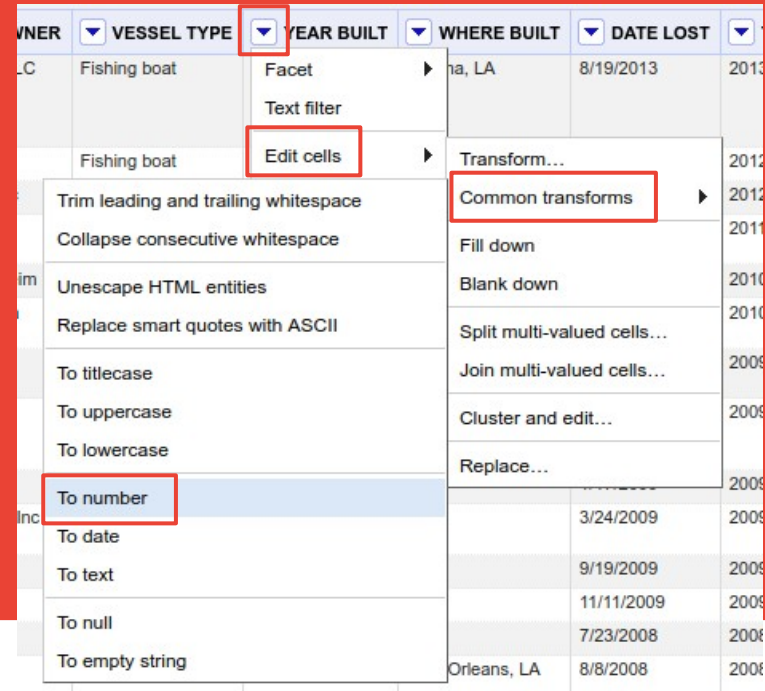 VESSEL TYPE YEAR BUILT WHERE BUILT DATE LOST
LC Fishing boat Facet na, LA 8/19/2013 2013
Text filter
Fishing boat Edit cells Transform... 2012
Trim leading and trailing whitespace Common transforms 2012
Collapse consecutive whitespace Fill down 2011
im Unescape HTML entities Blank down 2010
Replace smart quotes with ASCII Split multi-valued cells... 2010
To titlecase Join multi-valued cells... 2009
To uppercase Cluster and edit... 2009
To lowercase Replace...
To number 2009
Inc To date 3/24/2009 2009
To text 9/19/2009 2009
11/11/2009 2009
To null 7/23/2008 2008
To empty string Orleans, LA 8/8/2008 2008